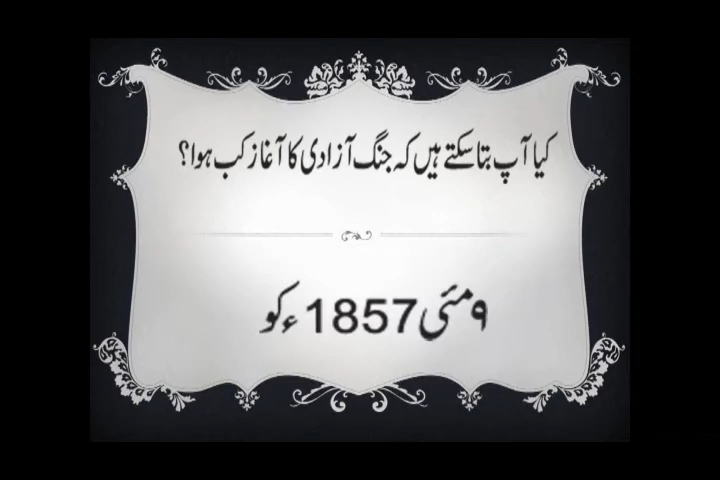 کیا آپ بتا سکتے ہیں کہ جنگ آزادی کا آغاز کب ہوا؟
۹ مئی 1857ء کو